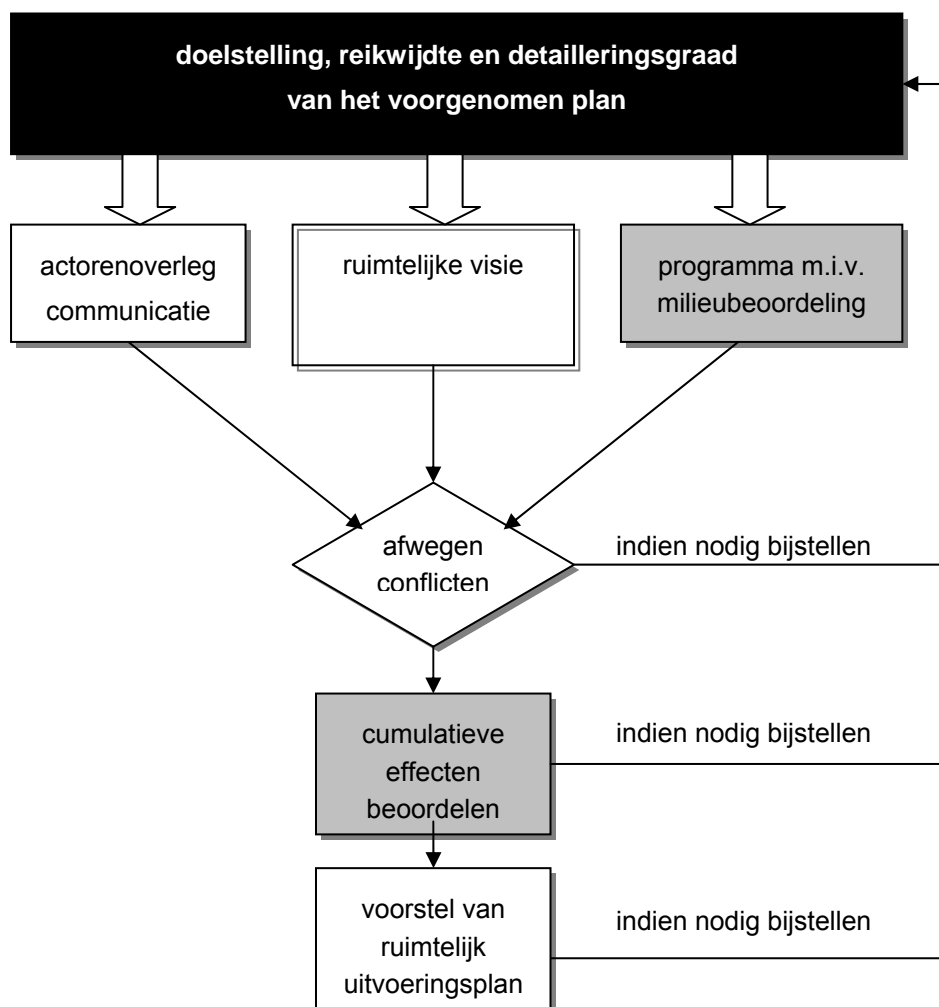 doelstelling, reikwijdte en detailleringsgraad
van het voorgenomen plan
actorenoverleg
communicatie
ruimtelijke visie
programma m.i.v.
milieubeoordeling
afwegen
conflicten
indien nodig bijstellen
cumulatieve
effecten
beoordelen
indien nodig bijstellen
voorstel van
ruimtelijk
uitvoeringsplan
indien nodig bijstellen